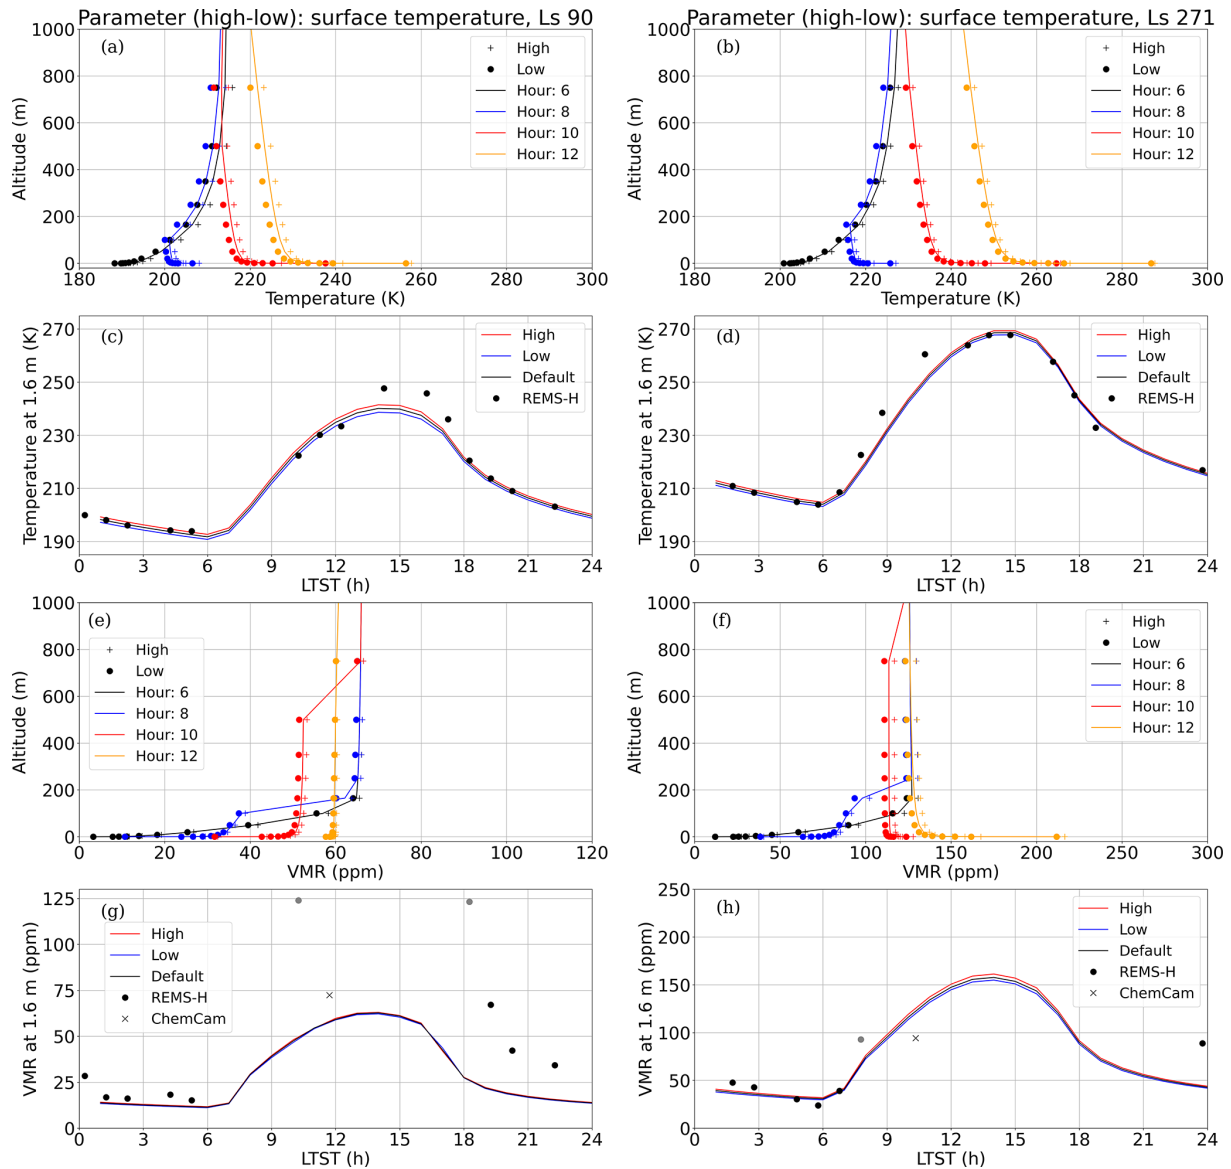 Parameter (high-low): surface temperature, Ls 90
(a)
High
Low
Hour: 6
Hour: 8
Hour: 10
Hour: 12
1000
800
600
400
200
0
Altitude (m)
180 200 220 240 260 280 300
Temperature (K)
Parameter (high-low): surface temperature, Ls 271
(b)
High
Low
Hour: 6
Hour: 8
Hour: 10
Hour: 12
1000
800
600
400
200
0
Altitude (m)
180 200 220 240 260 280 300
Temperature (K)
(c)
High
Low
Default
REMS-H
270
250
230
210
190
Temperature at 1.6 m (K)
0 3 6 9 12 15 18 21 24
LTST (h)
(d)
High
Low
Default
REMS-H
270
250
230
210
190
Temperature at 1.6 m (K)
0 3 6 9 12 15 18 21 24
LTST (h)
(e)
High
Low
Hour: 6
Hour: 8
Hour: 10
Hour: 12
1000
800
600
400
200
0
Altitude (m)
0 20 40 60 80 100 120
VMR (ppm)
(f)
High
Low
Hour: 6
Hour: 8
Hour: 10
Hour: 12
1000
800
600
400
200
0
Altitude (m)
0 50 100 150 200 250 300
VMR (ppm)
(g)
High
Low
Default
REMS-H
ChemCam
125
100
75
50
25
0
VMR at 1.6 m (ppm)
0 3 6 9 12 15 18 21 24
LTST (h)
(h)
High
Low
Default
REMS-H
ChemCam
250
200
150
100
50
0
VMR at 1.6 m (ppm)
0 3 6 9 12 15 18 21 24
LTST (h)